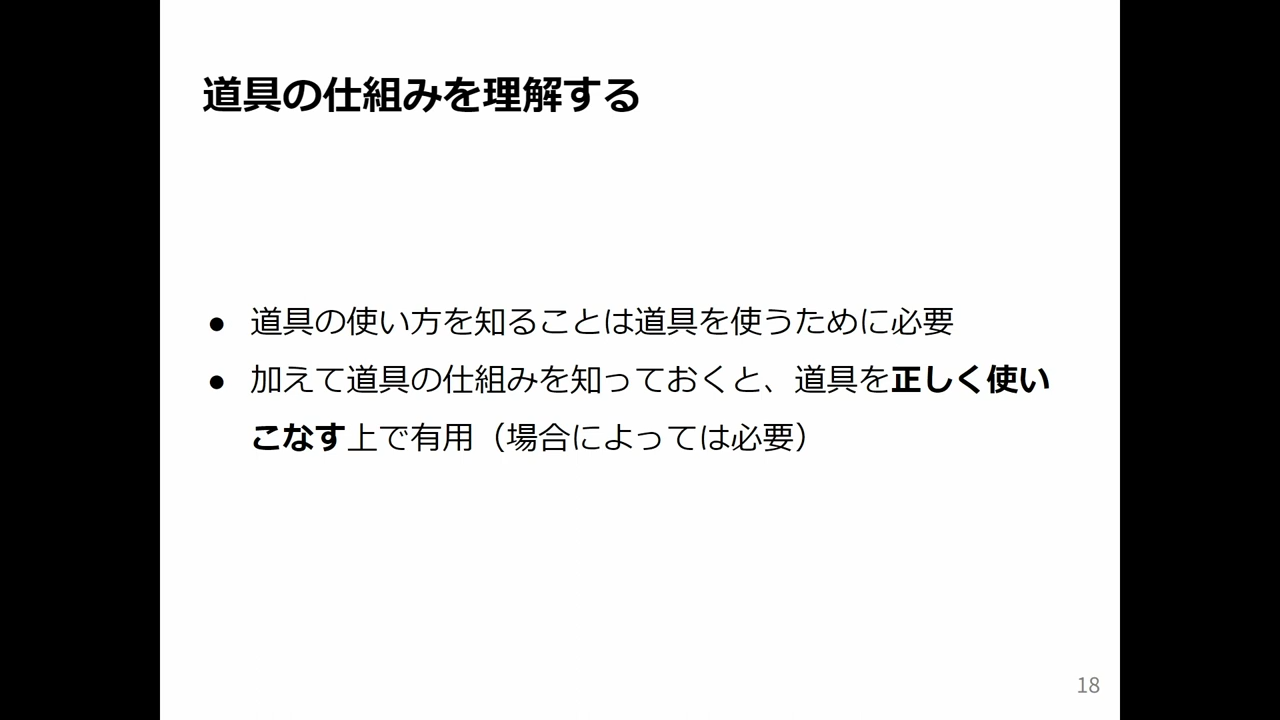 道具の仕組みを理解する
● 道具の使い方を知ることは道具を使うために必要
● 加えて道具の仕組みを知っておくと、道具を正しく使い
こなす上で有用（場合によっては必要）
18